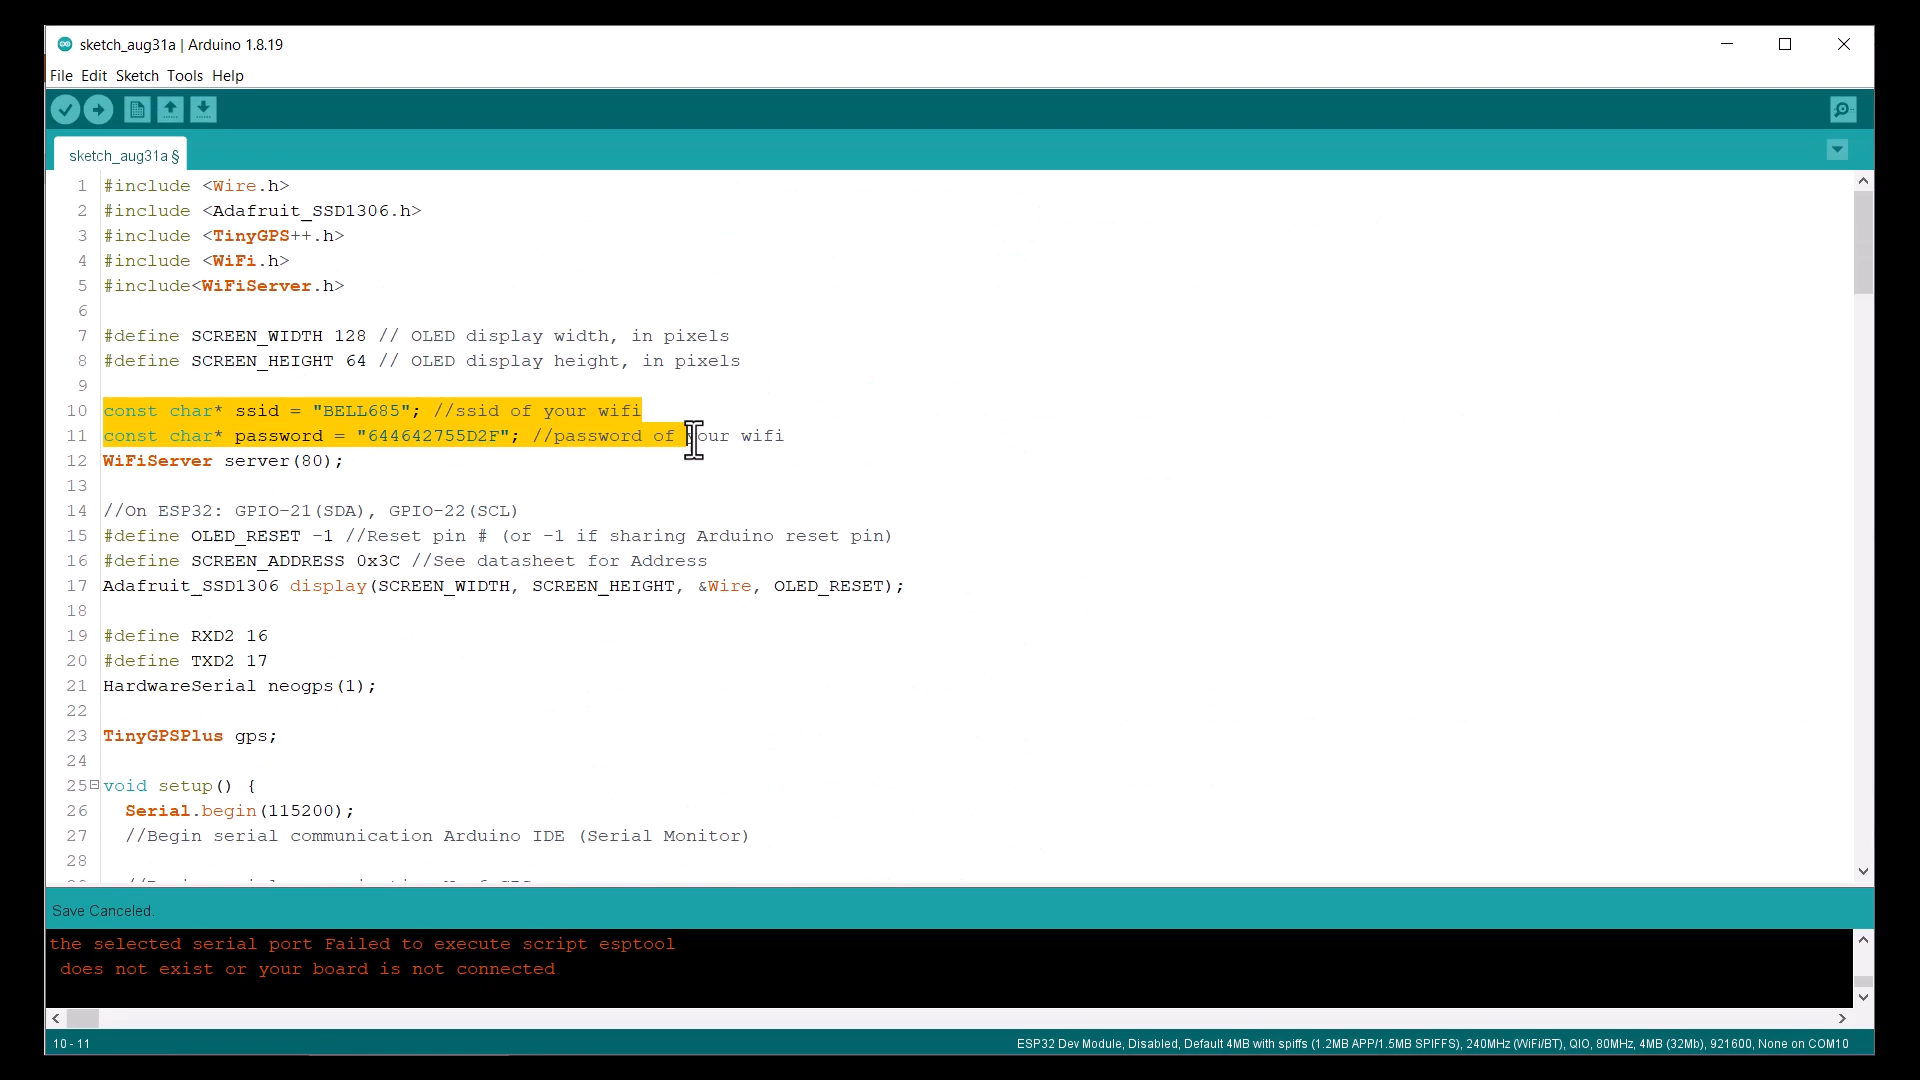 sketch_aug31a | Arduino 1.8.19
File Edit Sketch Tools Help
sketch_aug31a §
1 #include <Wire.h>
2 #include <Adafruit_SSD1306.h>
3 #include <TinyGPS++.h>
4 #include <WiFi.h>
5 #include<WiFiServer.h>
6
7 #define SCREEN_WIDTH 128 // OLED display width, in pixels
8 #define SCREEN_HEIGHT 64 // OLED display height, in pixels
9
10 const char* ssid = "BELL685"; //ssid of your wifi
11 const char* password = "644642755D2F"; //password of your wifi
12 WiFiServer server(80);
13
14 //On ESP32: GPIO-21(SDA), GPIO-22(SCL)
15 #define OLED_RESET -1 //Reset pin # (or -1 if sharing Arduino reset pin)
16 #define SCREEN_ADDRESS 0x3C //See datasheet for Address
17 Adafruit_SSD1306 display(SCREEN_WIDTH, SCREEN_HEIGHT, &Wire, OLED_RESET);
18
19 #define RXD2 16
20 #define TXD2 17
21 HardwareSerial neogps(1);
22
23 TinyGPSPlus gps;
24
25 void setup() {
26 Serial.begin(115200);
27 //Begin serial communication Arduino IDE (Serial Monitor)
28
Save Canceled.
the selected serial port Failed to execute script esptool
does not exist or your board is not connected
10 - 11 ESP32 Dev Module, Disabled, Default 4MB with spiffs (1.2MB APP/1.5MB SPIFFS), 240MHz (WiFi/BT), QIO, 80MHz, 4MB (32Mb), 921600, None on COM10